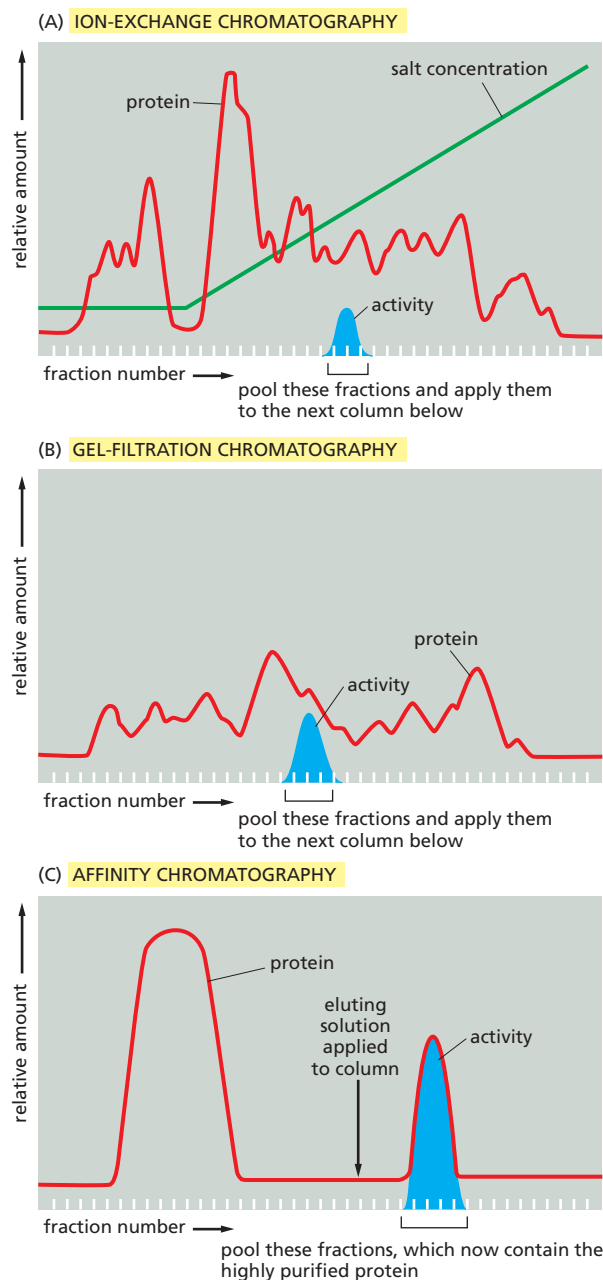 (A) ION-EXCHANGE CHROMATOGRAPHY
relative amount
protein
salt concentration
activity
fraction number
pool these fractions and apply them
to the next column below
(B) GEL-FILTRATION CHROMATOGRAPHY
relative amount
protein
activity
fraction number
pool these fractions and apply them
to the next column below
(C) AFFINITY CHROMATOGRAPHY
relative amount
protein
eluting
solution
applied
to column
activity
fraction number
pool these fractions, which now contain the
highly purified protein